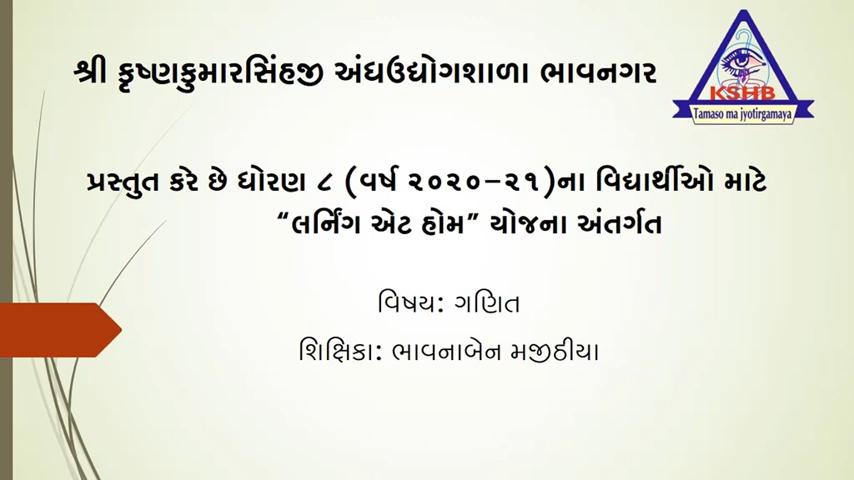 શ્રી કૃષ્ણકુમારસિંહજી અંધઉદ્યોગશાળા ભાવનગર
KSHB
Tamaso ma jyotirgamaya
પ્રસ્તુત કરે છે ધોરણ ૮ (વર્ષ ૨૦૨૦−૨૧)ના વિદ્યાર્થીઓ માટે
“લર્નિંગ એટ હોમ” યોજના અંતર્ગત
વિષય: ગણિત
શિક્ષિકા: ભાવનાબેન મજીઠીયા